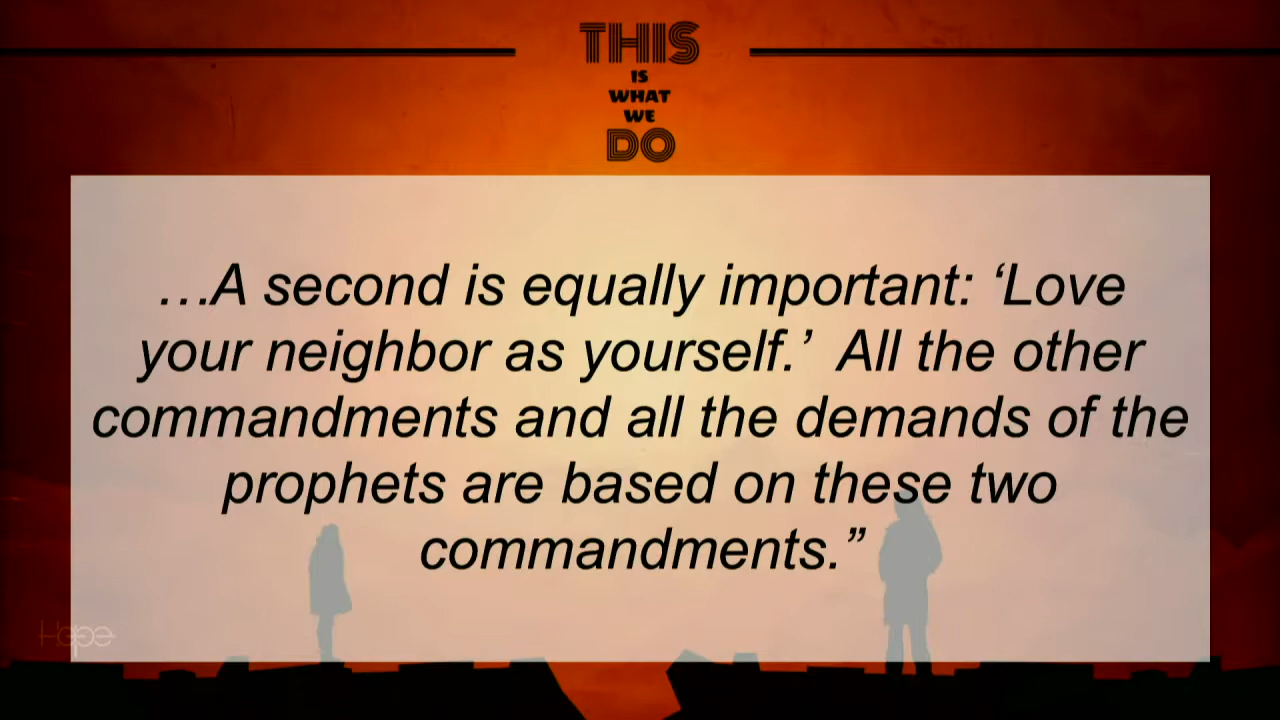 THIS
IS
WHAT
WE
DO
…A second is equally important: ‘Love
your neighbor as yourself.’  All the other
commandments and all the demands of the
prophets are based on these two
commandments.”
Hope